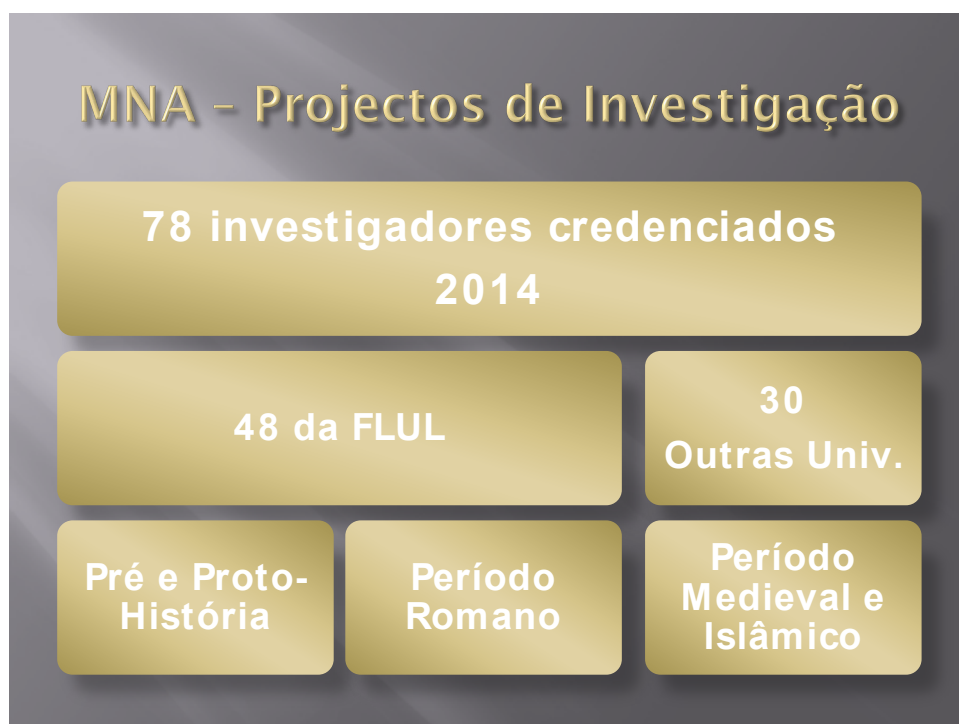 MNA – Projectos de Investigação
78 investigadores credenciados
2014
48 da FLUL
30
Outras Univ.
Pré e Proto-
História
Período
Romano
Período
Medieval e
Islâmico